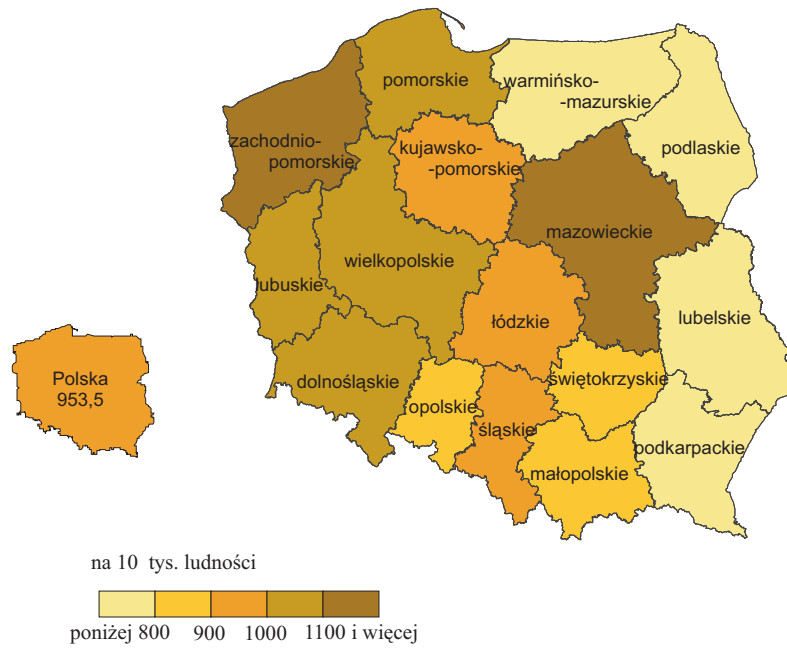 pomorskie
warmińsko-
-mazurskie
zachodnio-
pomorskie
kujawsko-
-pomorskie
podlaskie
mazowieckie
wielkopolskie
lubuskie
łódzkie
lubelskie
Polska
953,5
dolnośląskie
świętokrzyskie
opolskie
śląskie
podkarpackie
małopolskie
na 10 tys. ludności
poniżej 800 900 1000 1100 i więcej